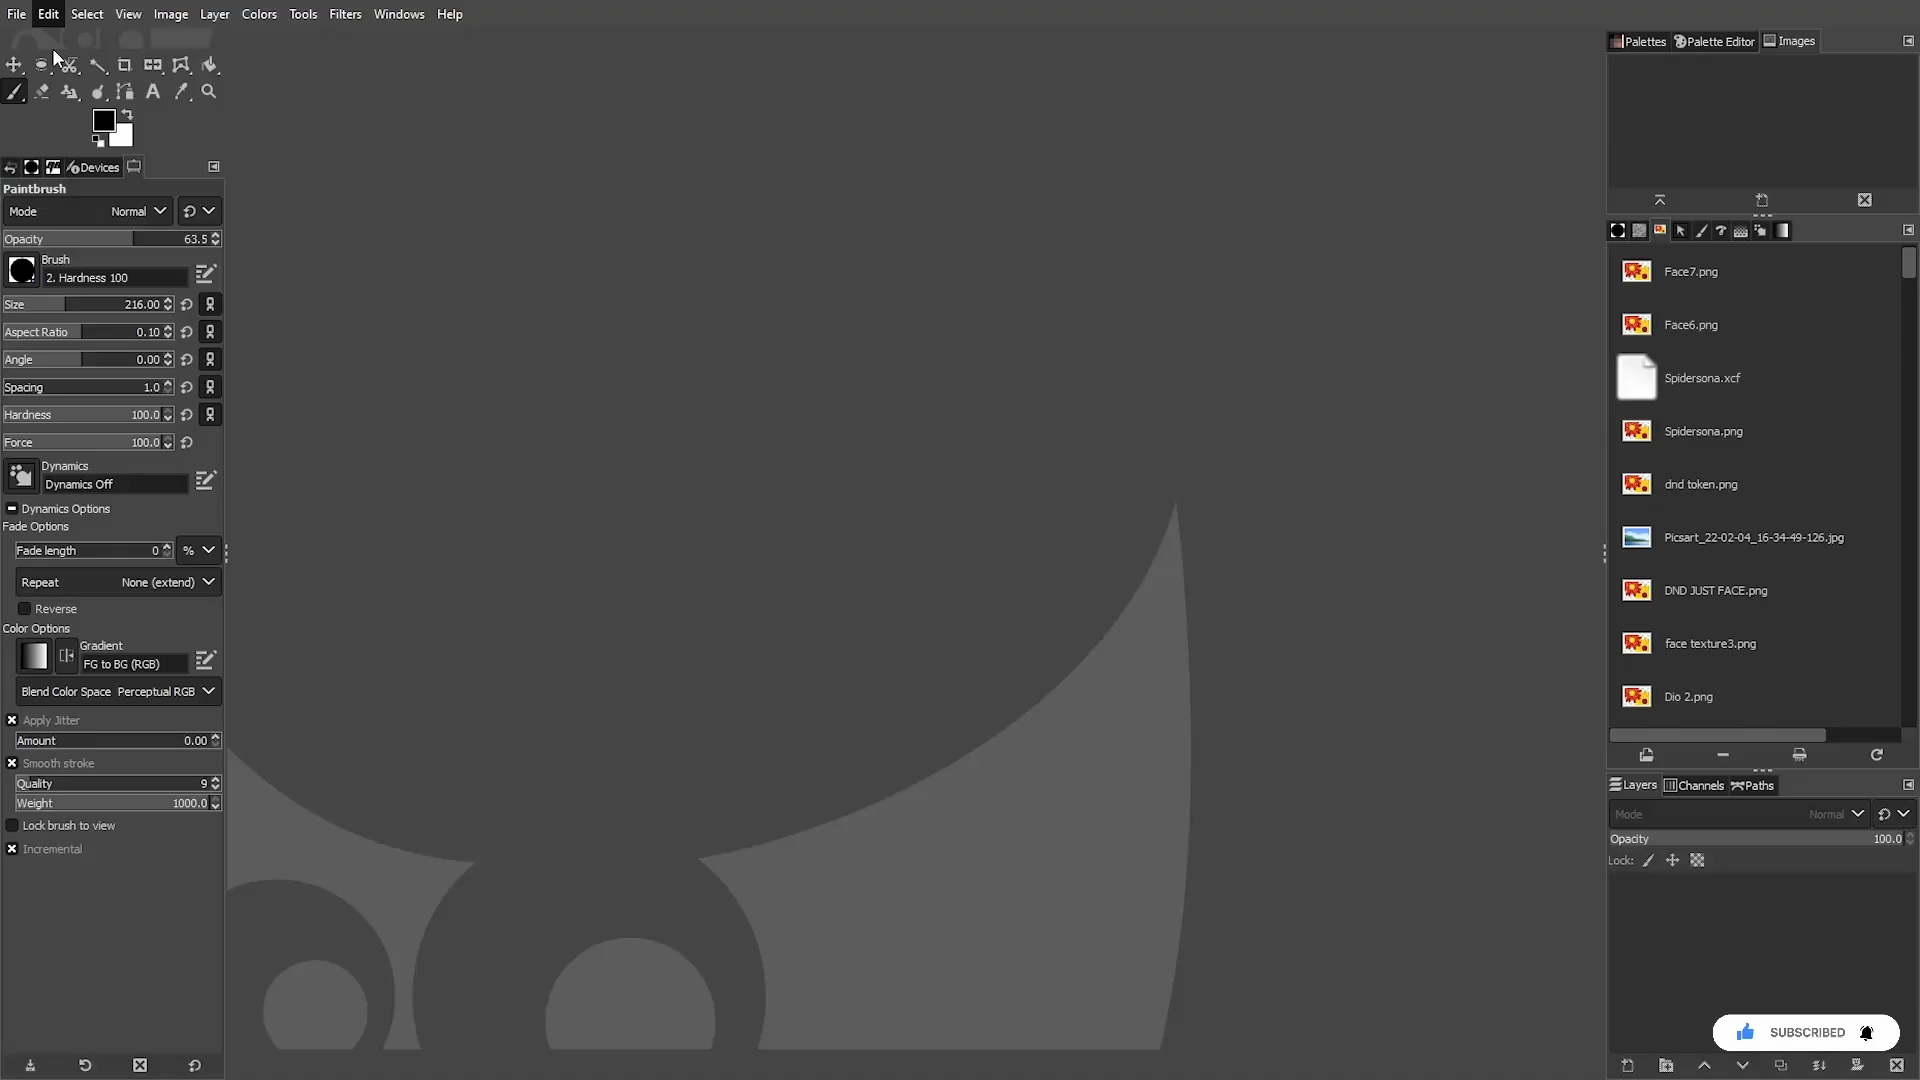 File Edit Select View Image Layer Colors Tools Filters Windows Help
Palettes Palette Editor Images
Devices
Paintbrush
Mode Normal
Opacity 63.5
Brush
2. Hardness 100
Size 216.00
Aspect Ratio 0.10
Angle 0.00
Spacing 1.0
Hardness 100.0
Force 100.0
Dynamics
Dynamics Off
Dynamics Options
Fade Options
Fade length 0 %
Repeat None (extend)
Reverse
Color Options
Gradient
FG to BG (RGB)
Blend Color Space Perceptual RGB
Apply Jitter
Amount 0.00
Smooth stroke
Quality 9
Weight 1000.0
Lock brush to view
Incremental
Face7.png
Face6.png
Spidersona.xcf
Spidersona.png
dnd token.png
Picsart_22-02-04_16-34-49-126.jpg
DND JUST FACE.png
face texture3.png
Dio 2.png
Layers Channels Paths
Mode Normal
Opacity 100.0
Lock:
SUBSCRIBED